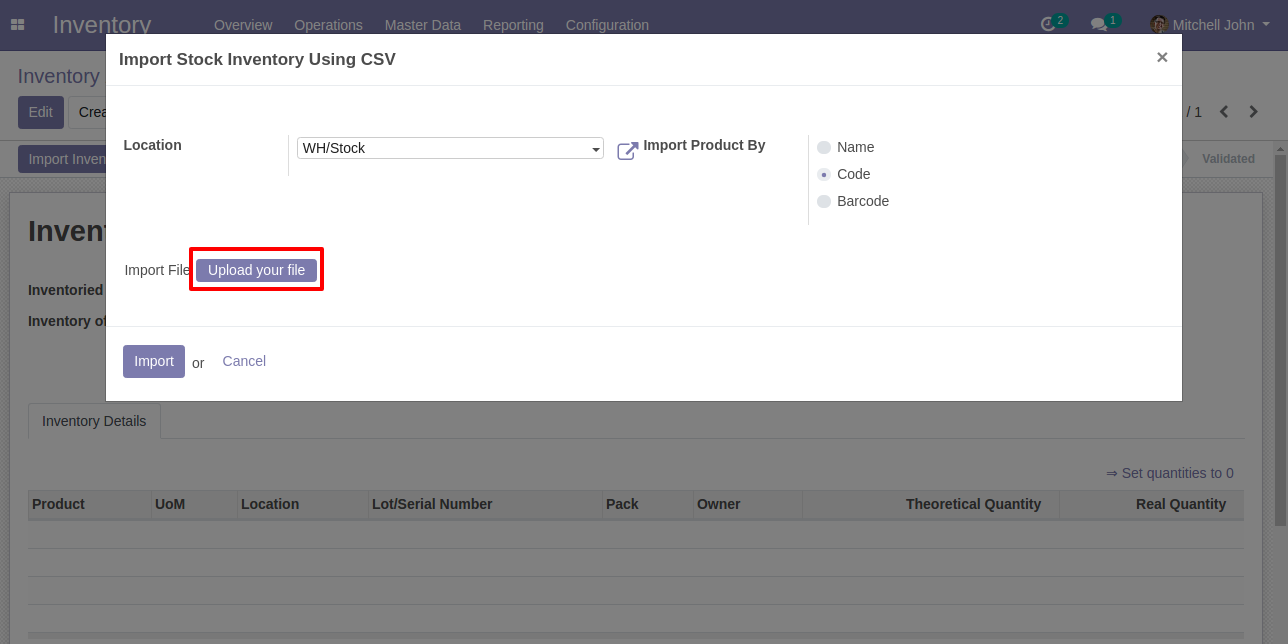 Inventory Overview Operations Master Data Reporting Configuration 2 1 Mitchell John
Import Stock Inventory Using CSV ×
Inventory
Edit Crea / 1
Location WH/Stock Import Product By Name
Import Inven Validated
Code
Barcode
Inven
Import File Upload your file
Inventoried
Inventory of
Import or Cancel
Inventory Details
⇒ Set quantities to 0
Product UoM Location Lot/Serial Number Pack Owner Theoretical Quantity Real Quantity